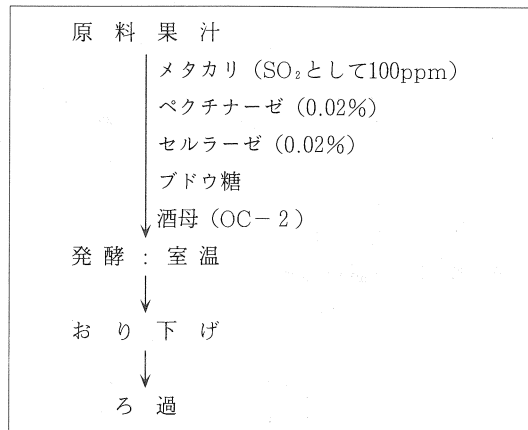 原料果汁
メタカリ（SO₂として100ppm）
ペクチナーゼ（0.02％）
セルラーゼ（0.02％）
ブドウ糖
酒母（OC－2）
発酵：室温
おり下げ
ろ過